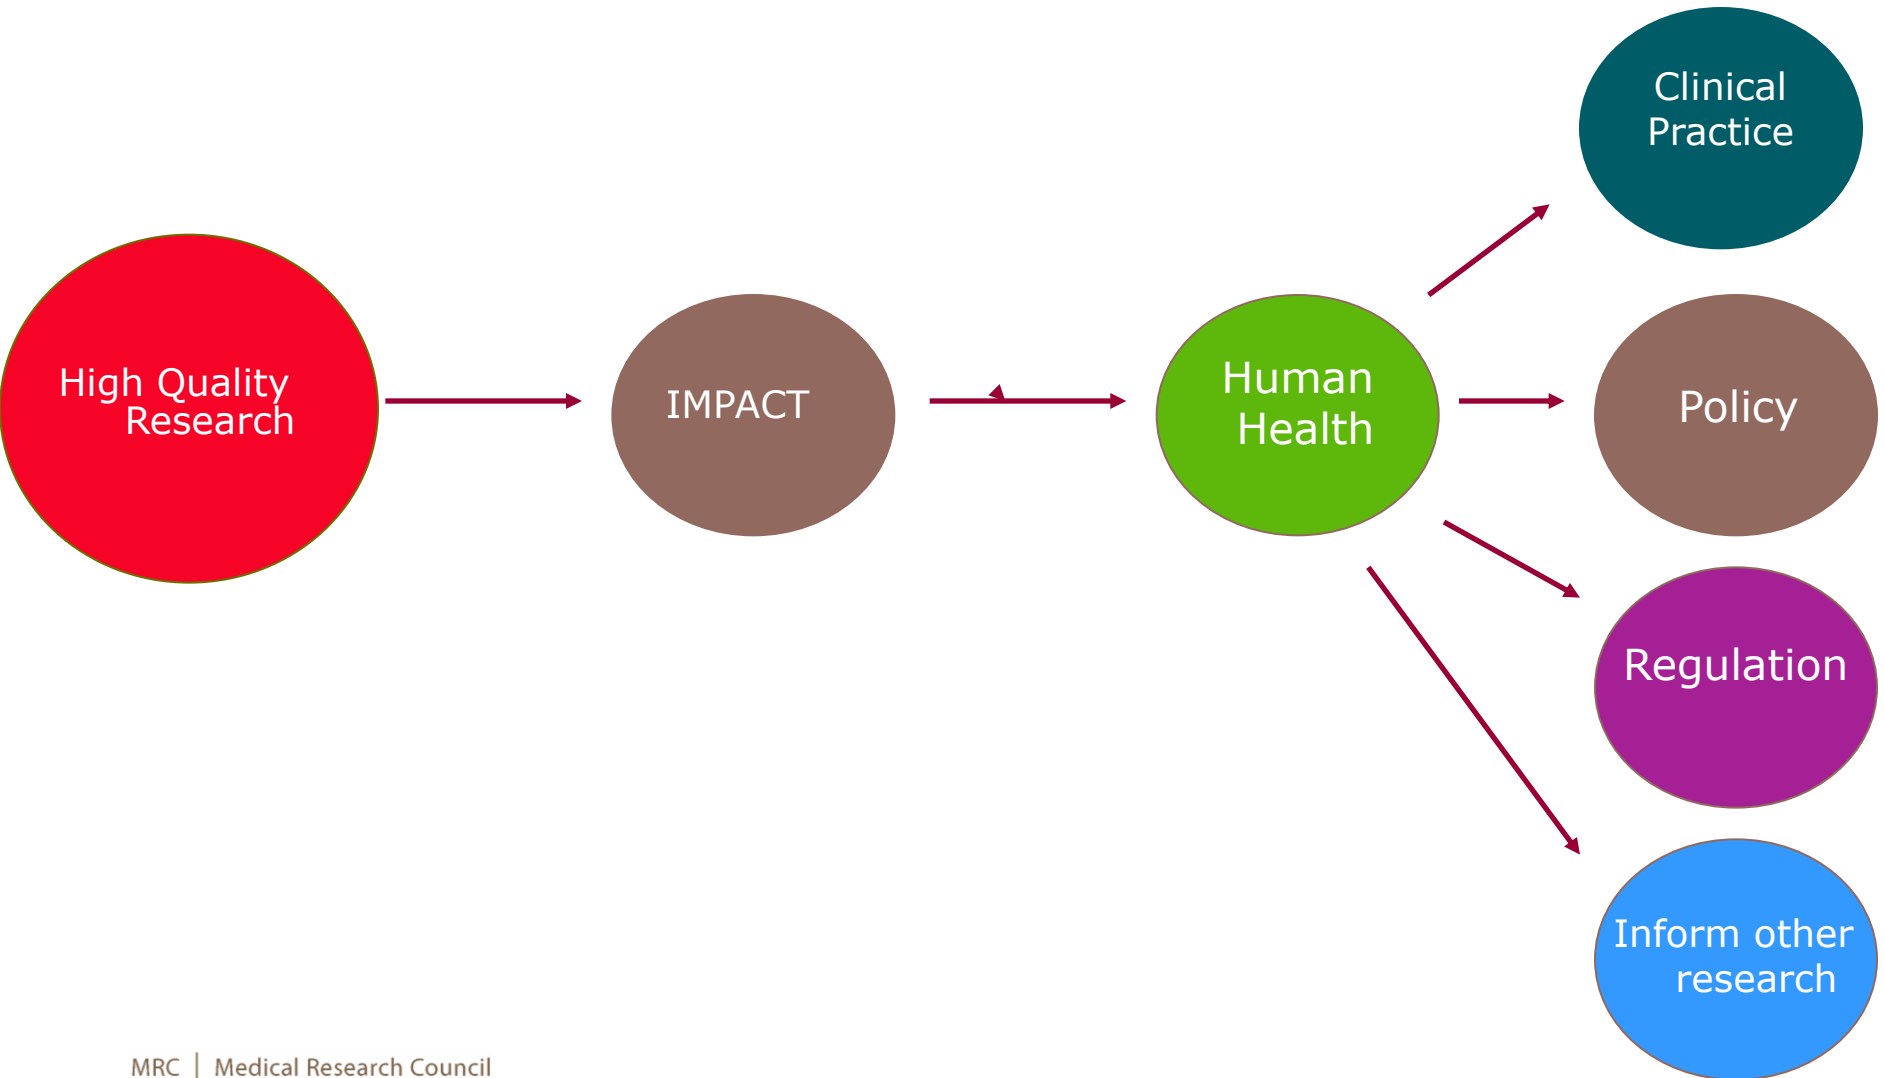 Clinical
Practice
High Quality
Research
IMPACT
Human
Health
Policy
Regulation
Inform other
research
MRC | Medical Research Council